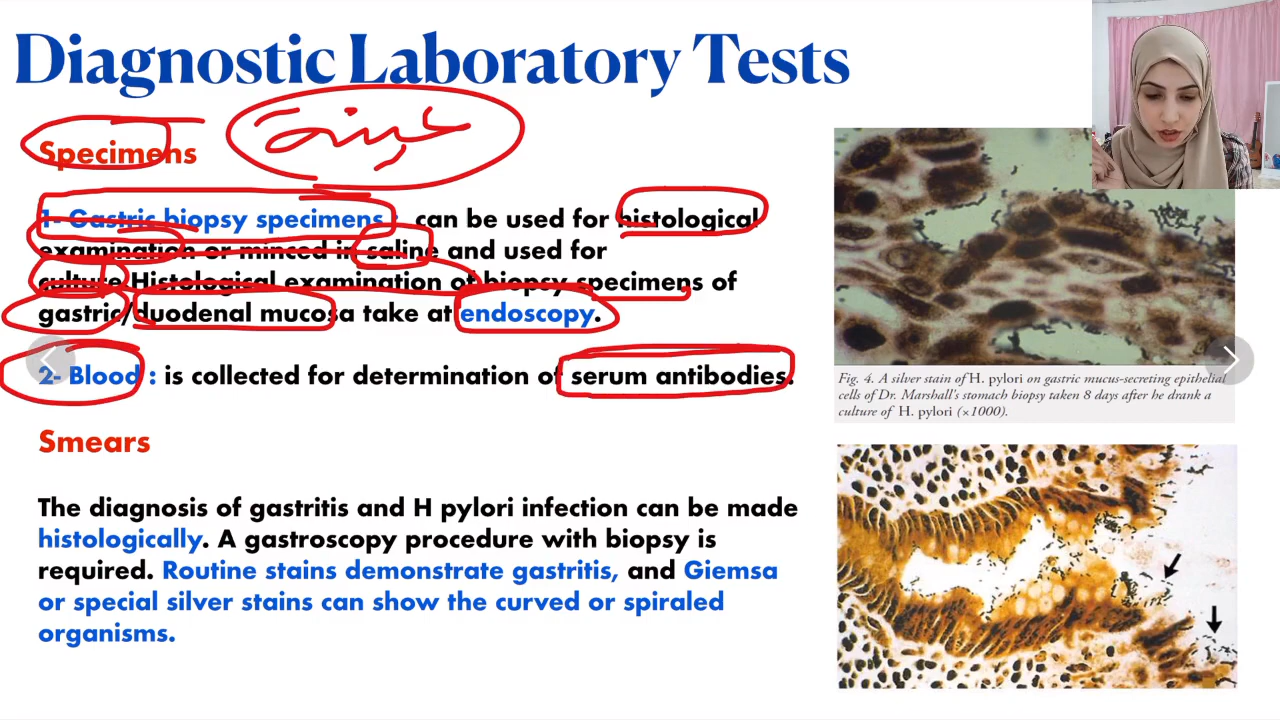 Diagnostic Laboratory Tests
Specimens
عينة
1- Gastric biopsy specimens : can be used for histological
examination or minced in saline and used for
culture Histological examination of biopsy specimens of
gastric/duodenal mucosa take at endoscopy.
2- Blood : is collected for determination of serum antibodies.
Smears
The diagnosis of gastritis and H pylori infection can be made
histologically. A gastroscopy procedure with biopsy is
required. Routine stains demonstrate gastritis, and Giemsa
or special silver stains can show the curved or spiraled
organisms.
Fig. 4. A silver stain of H. pylori on gastric mucus-secreting epithelial
cells of Dr. Marshall's stomach biopsy taken 8 days after he drank a
culture of H. pylori (×1000).